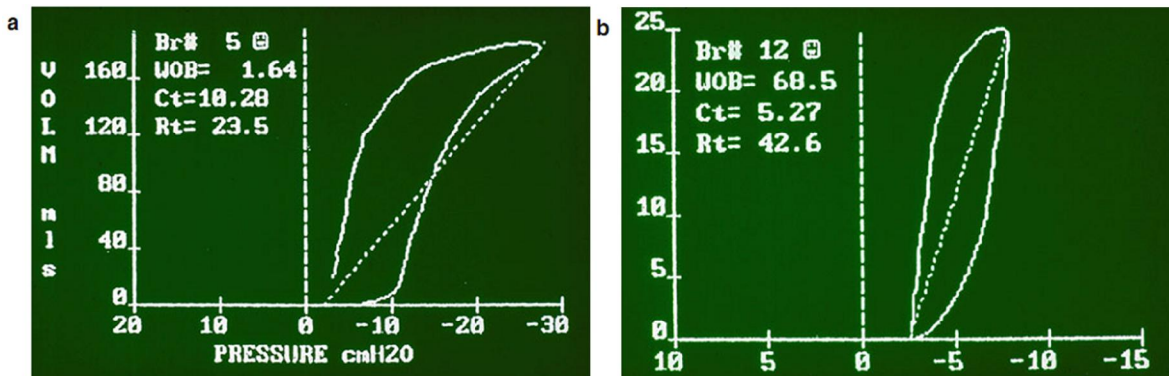 a
Br# 5
WOB= 1.64
Ct=10.28
Rt= 23.5
VOLM mls
160
120
80
40
0
20 10 0 -10 -20 -30
PRESSURE cmH2O
b
Br# 12
WOB= 68.5
Ct= 5.27
Rt= 42.6
25
20
15
10
5
0
10 5 0 -5 -10 -15